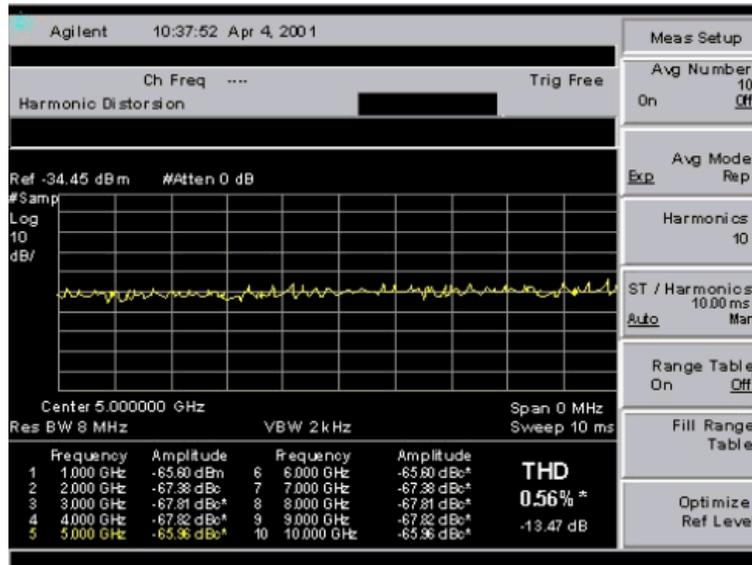 Agilent 10:37:52 Apr 4, 2001
Meas Setup
Ch Freq ---- Trig Free
Harmonic Distorsion
Avg Number
10
On Off
Avg Mode
Exp Rep
Harmonics
10
ST / Harmonics
10.00 ms
Auto Man
Range Table
On Off
Fill Range
Table
Optimize
Ref Leve
Ref -34.45 dBm #Atten 0 dB
#Samp
Log
10
dB/
Center 5.000000 GHz Span 0 MHz
Res BW 8 MHz VBW 2 kHz Sweep 10 ms
Frequency Amplitude Frequency Amplitude
1 1.000 GHz -65.60 dBm 6 6.000 GHz -65.60 dBc*
2 2.000 GHz -67.38 dBc 7 7.000 GHz -67.38 dBc*
3 3.000 GHz -67.81 dBc* 8 8.000 GHz -67.81 dBc*
4 4.000 GHz -67.82 dBc* 9 9.000 GHz -67.82 dBc*
5 5.000 GHz -65.96 dBc* 10 10.000 GHz -65.96 dBc*
THD
0.56% *
-13.47 dB